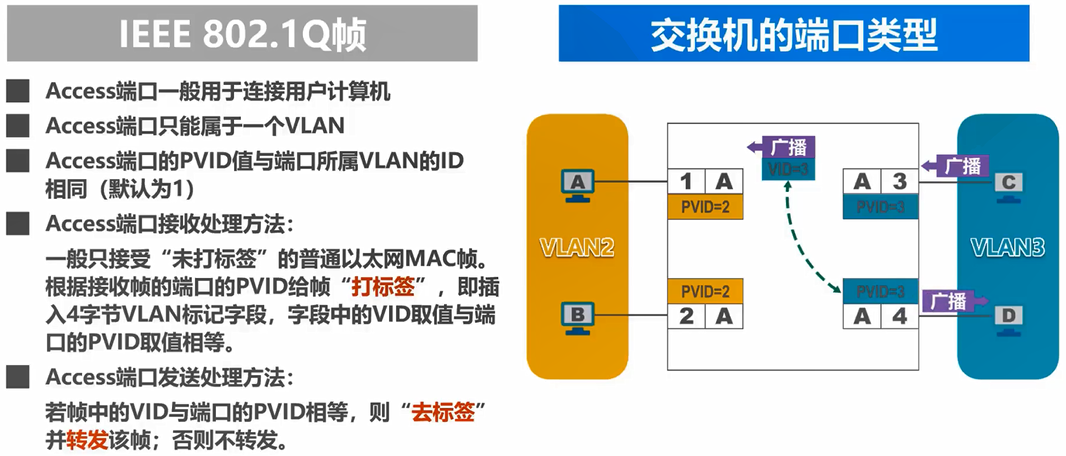 IEEE 802.1Q帧
Access端口一般用于连接用户计算机
Access端口只能属于一个VLAN
Access端口的PVID值与端口所属VLAN的ID
相同（默认为1）
Access端口接收处理方法：
一般只接受“未打标签”的普通以太网MAC帧。
根据接收帧的端口的PVID给帧“打标签”，即插
入4字节VLAN标记字段，字段中的VID取值与端
口的PVID取值相等。
Access端口发送处理方法：
若帧中的VID与端口的PVID相等，则“去标签”
并转发该帧；否则不转发。
交换机的端口类型
广播
VID=3
广播
A
1 A
A 3
C
PVID=2
PVID=3
VLAN2
VLAN3
PVID=2
PVID=3
广播
B
2 A
A 4
D